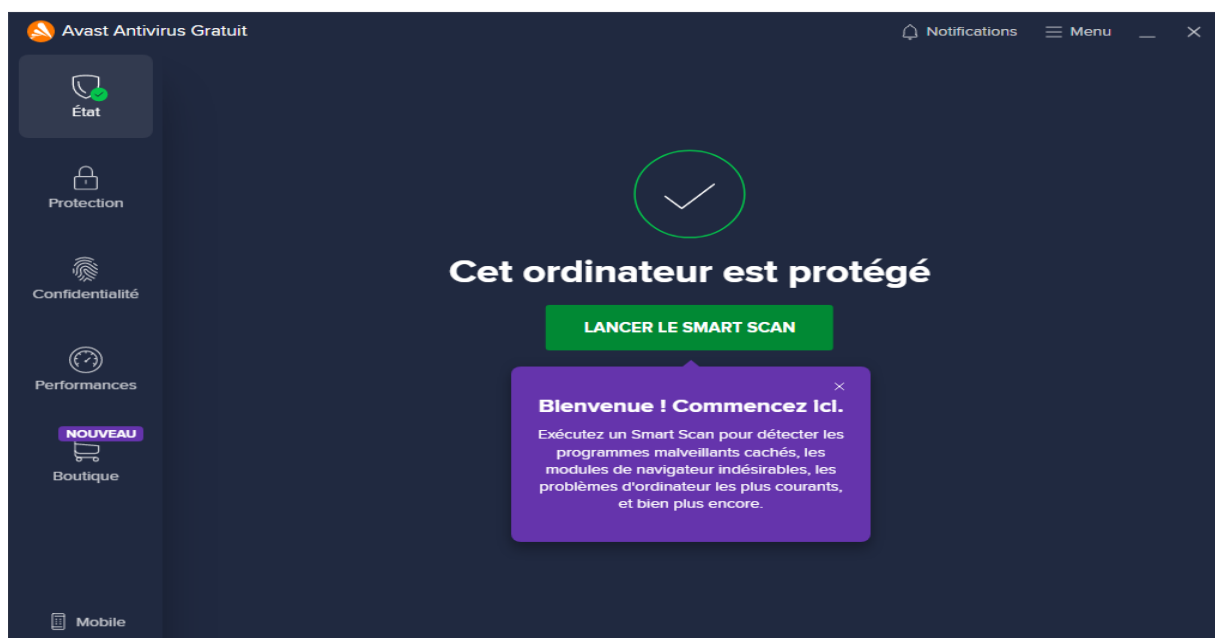 Avast Antivirus Gratuit
Notifications
Menu
État
Protection
Confidentialité
Performances
NOUVEAU
Boutique
Mobile
Cet ordinateur est protégé
LANCER LE SMART SCAN
Bienvenue ! Commencez ici.
Exécutez un Smart Scan pour détecter les
programmes malveillants cachés, les
modules de navigateur indésirables, les
problèmes d'ordinateur les plus courants,
et bien plus encore.